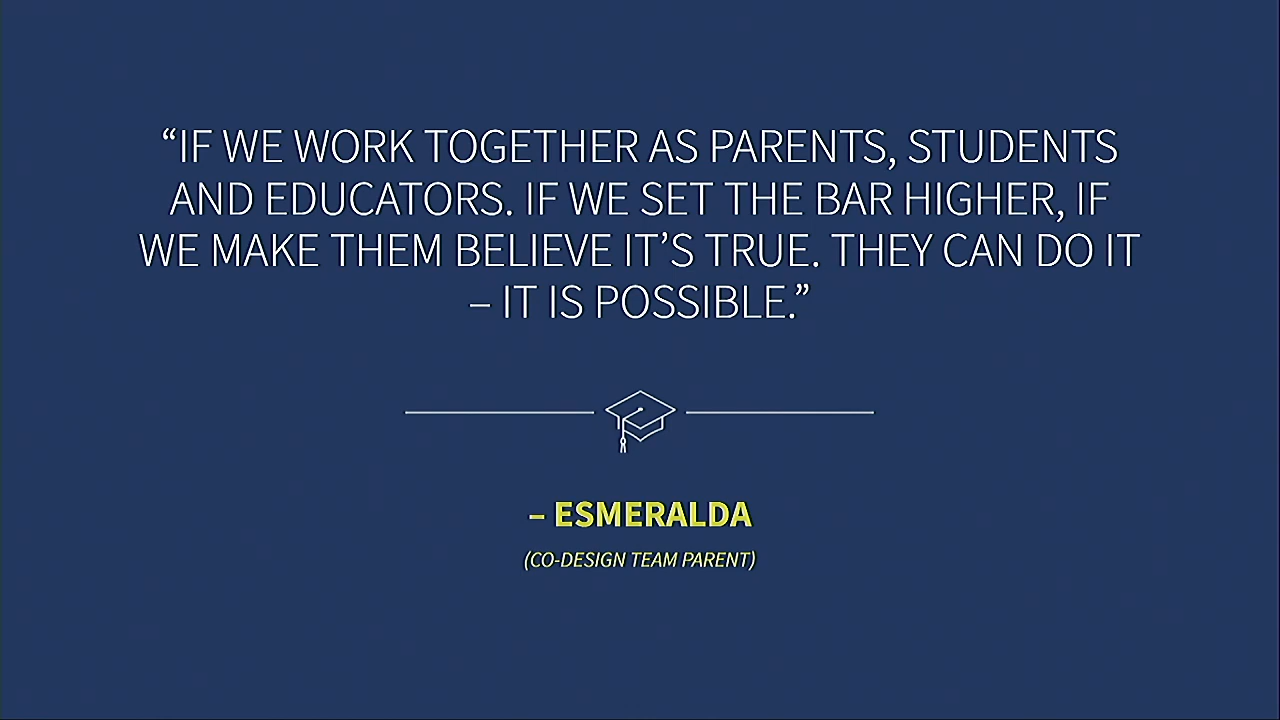 “IF WE WORK TOGETHER AS PARENTS, STUDENTS
AND EDUCATORS. IF WE SET THE BAR HIGHER, IF
WE MAKE THEM BELIEVE IT’S TRUE. THEY CAN DO IT
– IT IS POSSIBLE.”
– ESMERALDA
(CO-DESIGN TEAM PARENT)